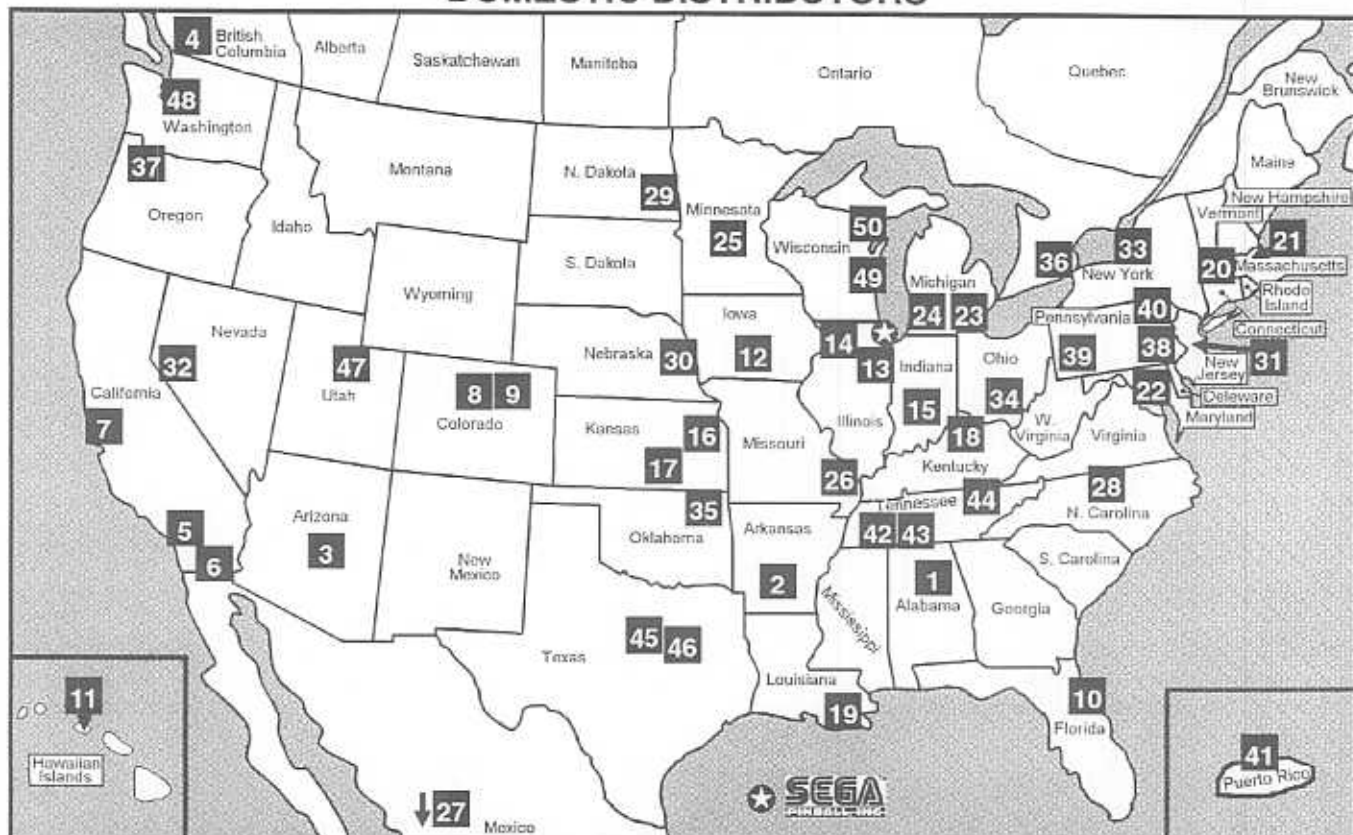 DOMESTIC DISTRIBUTORS
4 British Columbia
Alberta
Saskatchewan
Manitoba
Ontario
Quebec
New Brunswick
48
Washington
Maine
37
Montana
N. Dakota
29
Minnesata
25
Wisconsin
50
49
New Hampshire
Vermont
21
20
Massachusetts
Rhode Island
Connecticut
Oregon
Idaho
S. Dakota
Michigan
24
23
36
33
New York
Wyoming
Nevada
32
California
7
47
Utah
8
9
Colorado
Nebraska
30
Iowa
12
14
13
Indiana
15
Illinois
Ohio
34
Pennsylvania
40
39
38
31
New Jersey
22
Deleware
Maryland
Kansas
16
17
Missouri
26
18
Kentucky
W. Virginia
Virginia
5
6
Arizona
3
New Mexico
35
Oklahoma
Arkansas
2
Tennessee
44
42
43
28
N. Carolina
S. Carolina
1
Alabama
Georgia
Mississippi
Texas
45
46
Louisiana
19
10
Florida
11
Hawaiian Islands
27
Mexico
SEGA
PINBALL, INC.
41
Puerto Rico